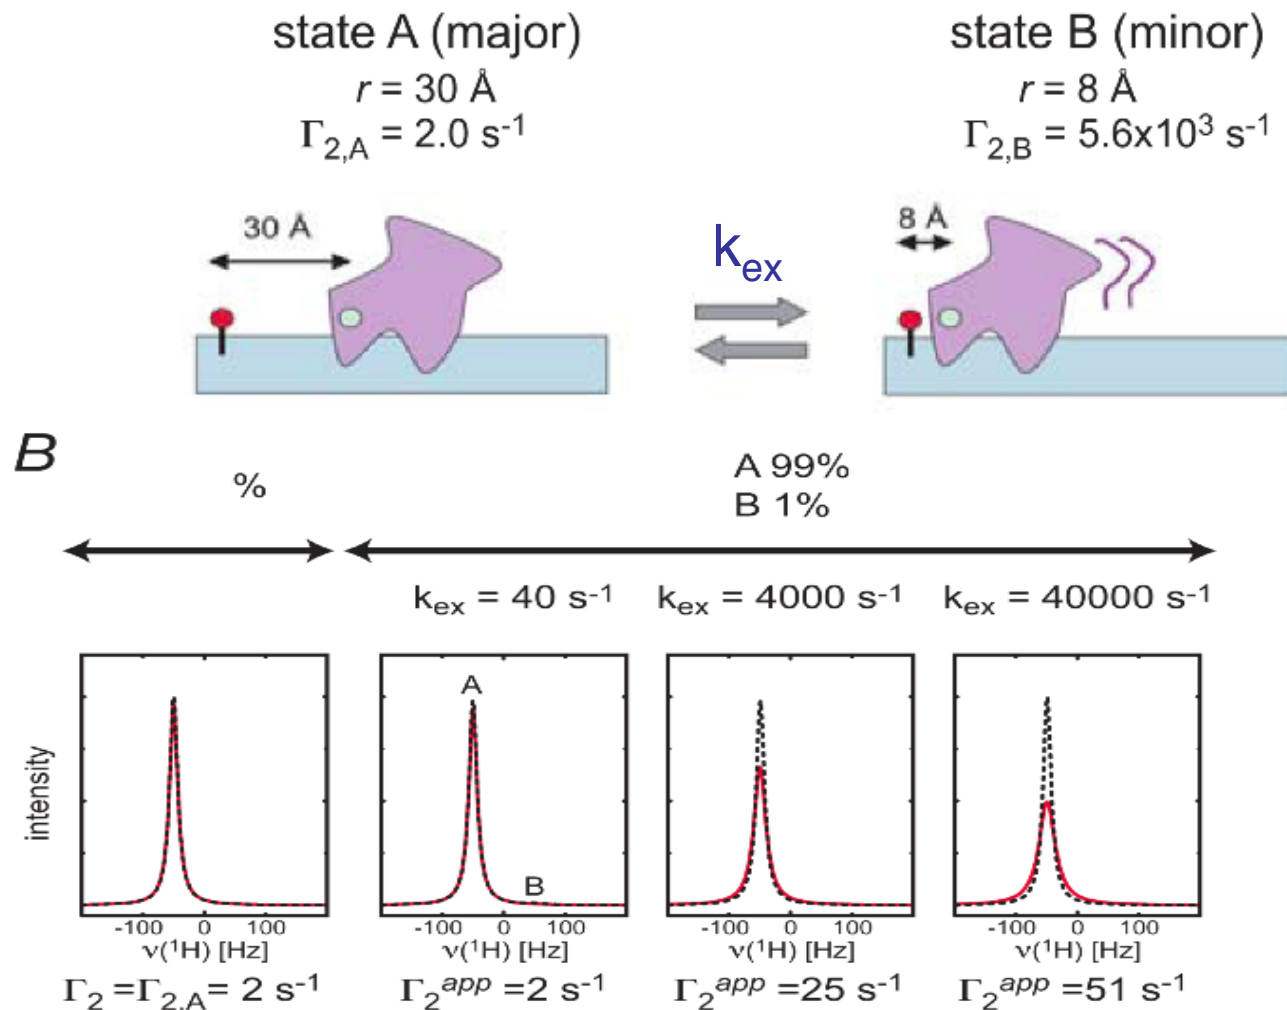 state A (major)
r = 30 Å
Γ2,A = 2.0 s-1
state B (minor)
r = 8 Å
Γ2,B = 5.6x10³ s-1
30 Å
kex
8 Å
B
%
A 99%
B 1%
kex = 40 s-1
kex = 4000 s-1
kex = 40000 s-1
intensity
A
B
-100 0 100
ν(¹H) [Hz]
Γ2 =Γ2,A= 2 s-1
-100 0 100
ν(¹H) [Hz]
Γ2app =2 s-1
-100 0 100
ν(¹H) [Hz]
Γ2app =25 s-1
-100 0 100
ν(¹H) [Hz]
Γ2app =51 s-1